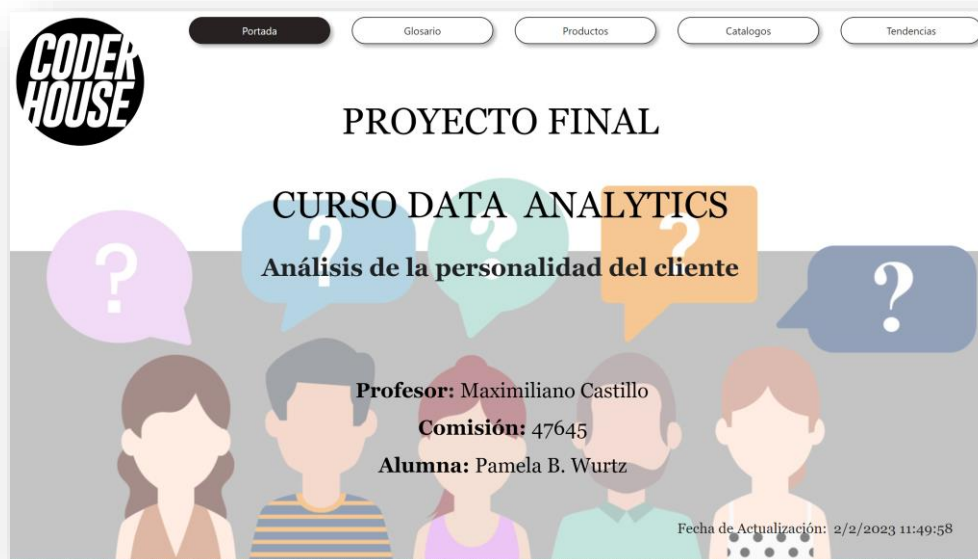 CODER
HOUSE
Portada
Glosario
Productos
Catalogos
Tendencias
PROYECTO FINAL
CURSO DATA ANALYTICS
Análisis de la personalidad del cliente
Profesor: Maximiliano Castillo
Comisión: 47645
Alumna: Pamela B. Wurtz
Fecha de Actualización: 2/2/2023 11:49:58
? ? ? ? ?